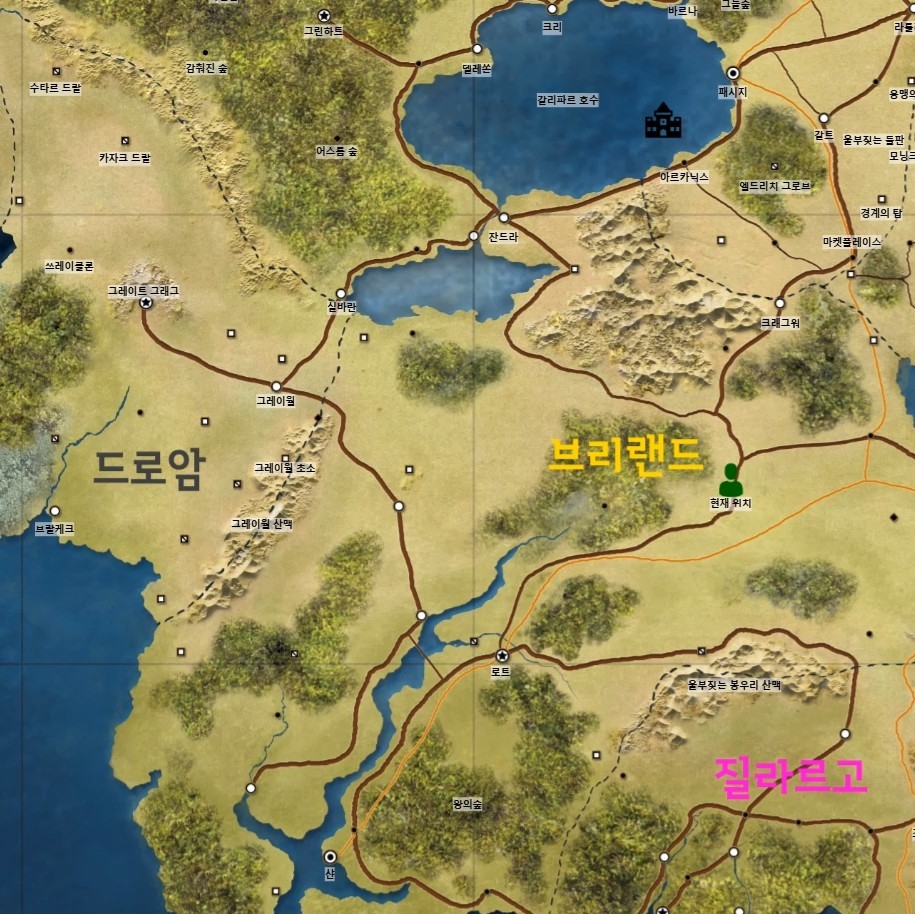 그린하트
크리
바르나
그늘숲
델레쏜
감춰진 숲
수타르 드랄
패시지
갈리파르 호수
갈트
울부짖는 들판
카자크 드랄
어스름 숲
아르카닉스
엘드리치 그로브
경계의 탑
잔드라
마켓플레이스
쓰레이클론
그레이트 그래그
실바란
크래그워
그레이월
드로암
브리랜드
그레이월 초소
현재 위치
브랄케크
그레이월 산맥
로트
울부짖는 봉우리 산맥
질라르고
왕의숲
샨